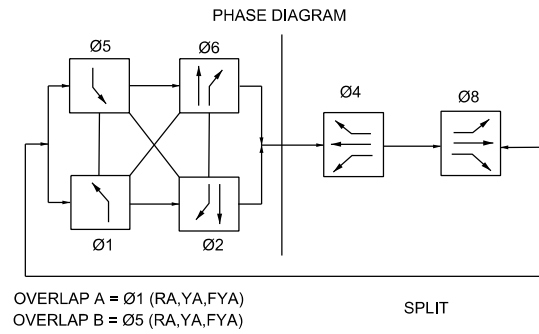 PHASE DIAGRAM
Ø5
Ø6
Ø4
Ø8
Ø1
Ø2
OVERLAP A = Ø1 (RA,YA,FYA)
OVERLAP B = Ø5 (RA,YA,FYA)
SPLIT